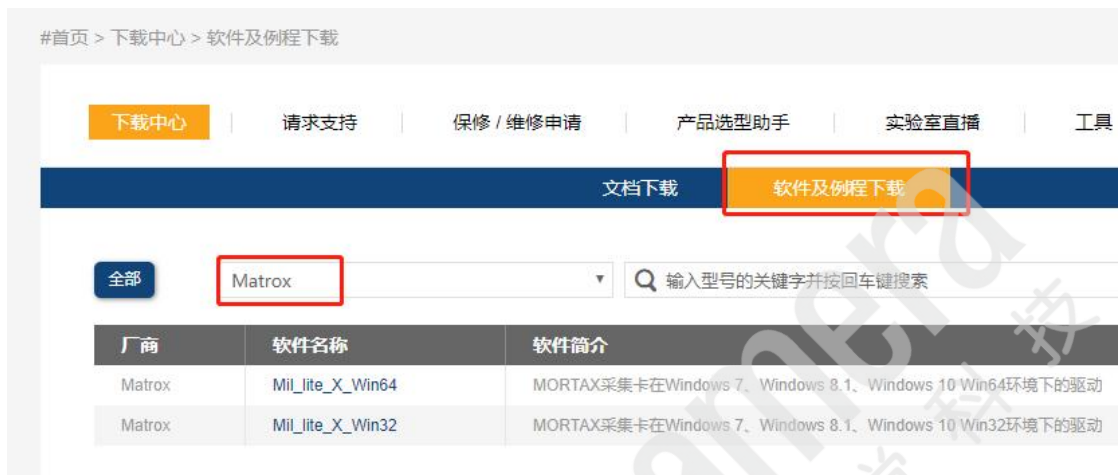 #首页 > 下载中心 > 软件及例程下载
下载中心 请求支持 保修 / 维修申请 产品选型助手 实验室直播 工具
文档下载 软件及例程下载
全部 Matrox 输入型号的关键字并按回车键搜索
厂商 软件名称 软件简介
Matrox Mil_lite_X_Win64 MORTAX采集卡在Windows 7、Windows 8.1、Windows 10 Win64环境下的驱动
Matrox Mil_lite_X_Win32 MORTAX采集卡在Windows 7、Windows 8.1、Windows 10 Win32环境下的驱动